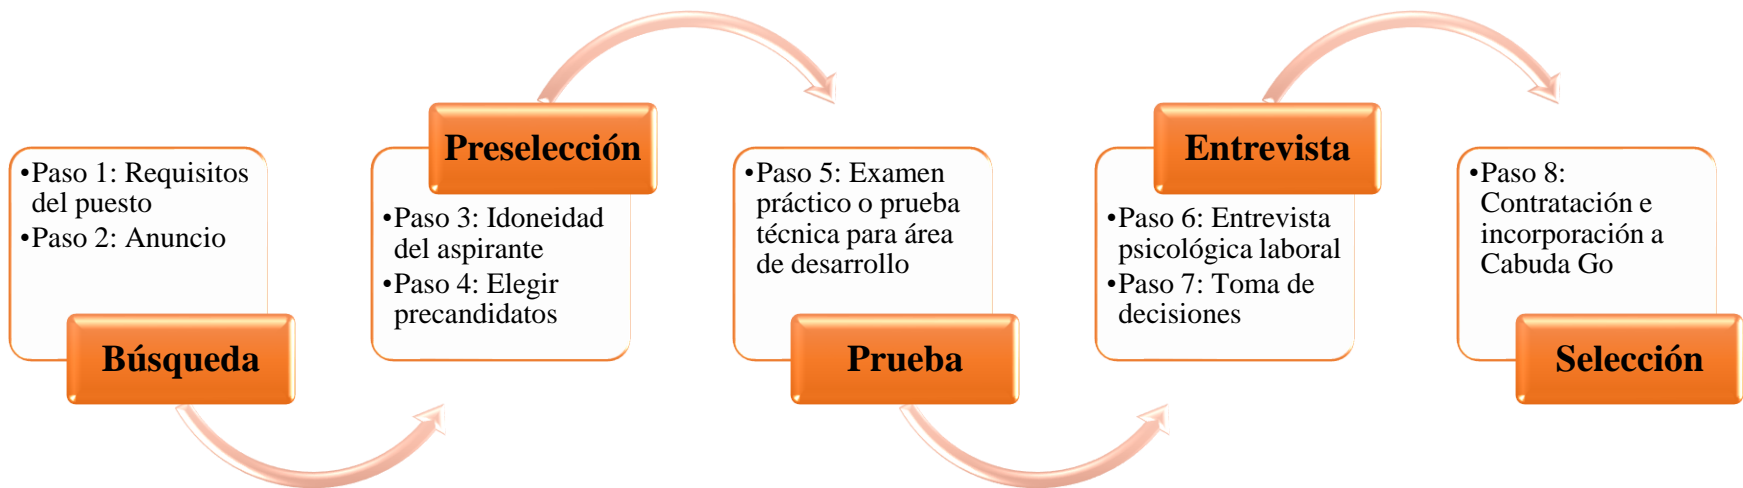 •Paso 1: Requisitos
del puesto
•Paso 2: Anuncio
Búsqueda
Preselección
•Paso 3: Idoneidad
del aspirante
•Paso 4: Elegir
precandidatos
•Paso 5: Examen
práctico o prueba
técnica para área
de desarrollo
Prueba
Entrevista
•Paso 6: Entrevista
psicológica laboral
•Paso 7: Toma de
decisiones
•Paso 8:
Contratación e
incorporación a
Cabuda Go
Selección